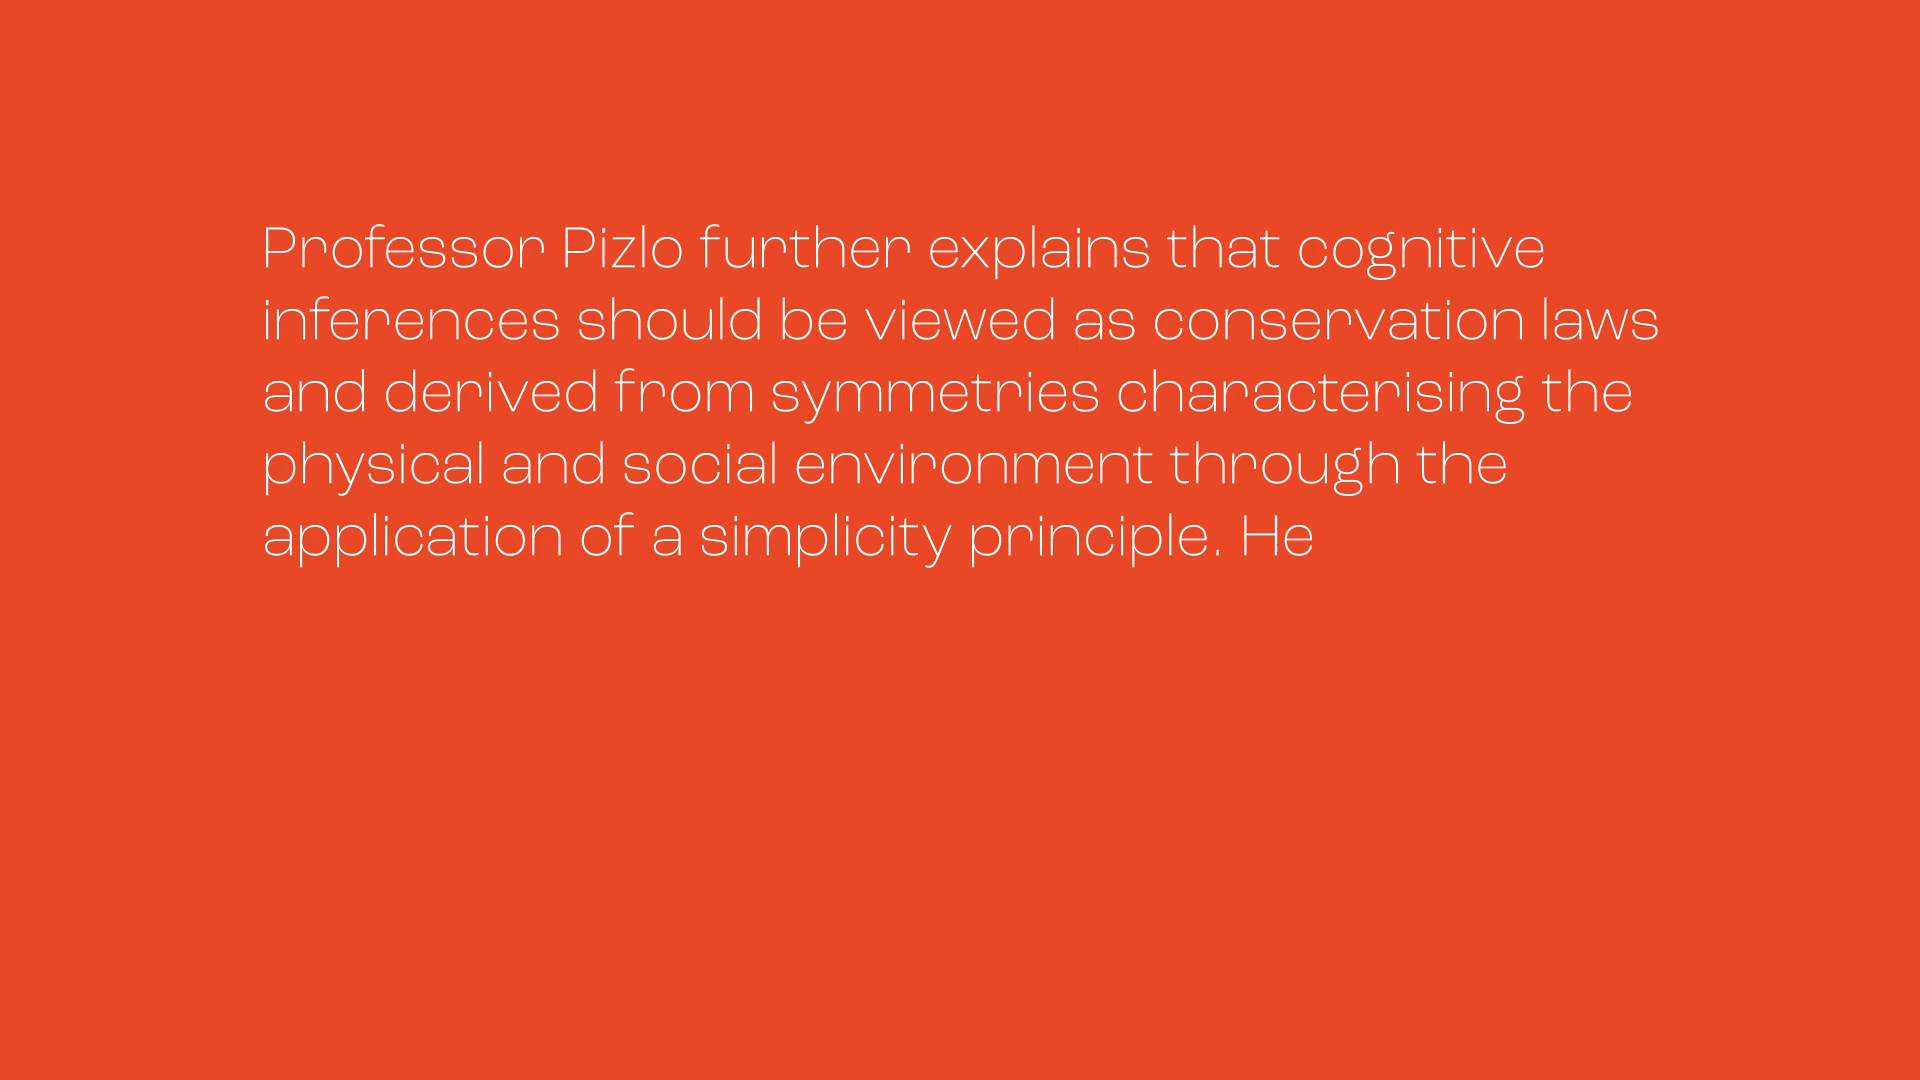 Professor Pizlo further explains that cognitive
inferences should be viewed as conservation laws
and derived from symmetries characterising the
physical and social environment through the
application of a simplicity principle. He